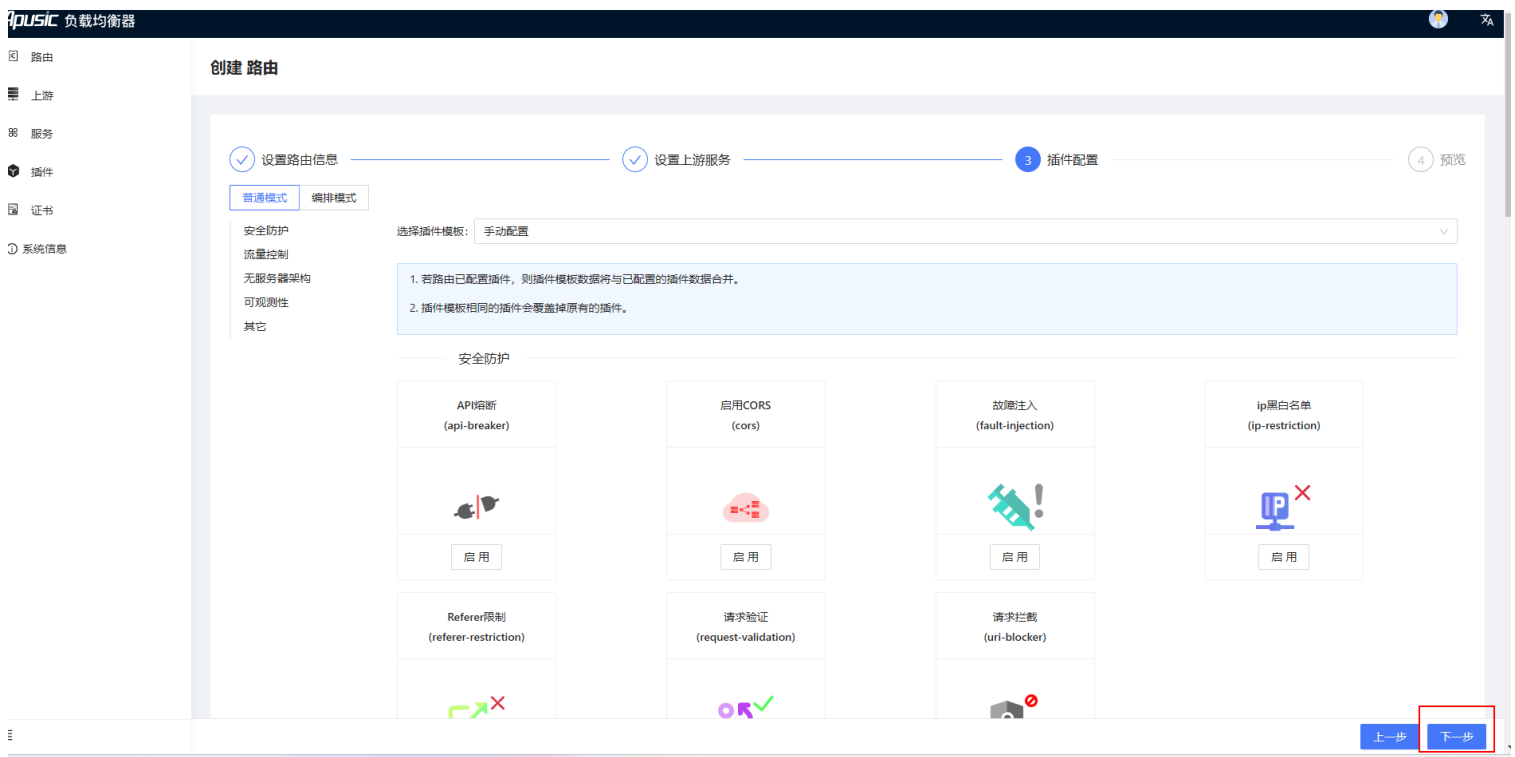 Apusic 负载均衡器
路由
上游
服务
插件
证书
系统信息
创建 路由
设置路由信息
设置上游服务
3 插件配置
4 预览
普通模式 编排模式
安全防护
流量控制
无服务器架构
可观测性
其它
选择插件模板: 手动配置
1. 若路由已配置插件，则插件模板数据将与已配置的插件数据合并。
2. 插件模板相同的插件会覆盖掉原有的插件。
安全防护
API熔断
(api-breaker)
启 用
启用CORS
(cors)
启 用
故障注入
(fault-injection)
启 用
ip黑白名单
(ip-restriction)
IP
启 用
Referer限制
(referer-restriction)
请求验证
(request-validation)
请求拦截
(uri-blocker)
上一步
下一步